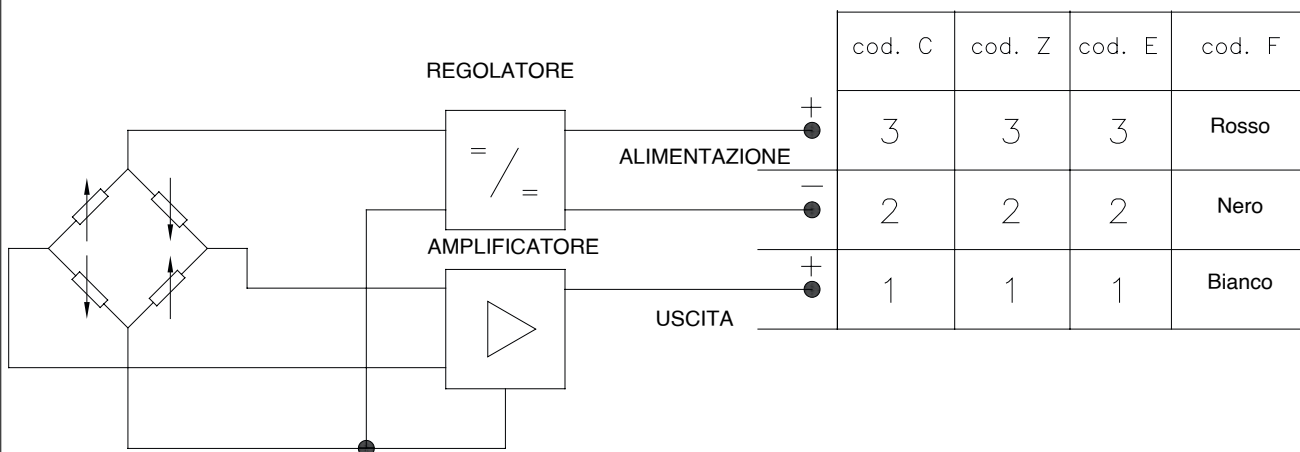 REGOLATORE
= / =
ALIMENTAZIONE
+
−
AMPLIFICATORE
+
USCITA
cod. C cod. Z cod. E cod. F
3 3 3 Rosso
2 2 2 Nero
1 1 1 Bianco